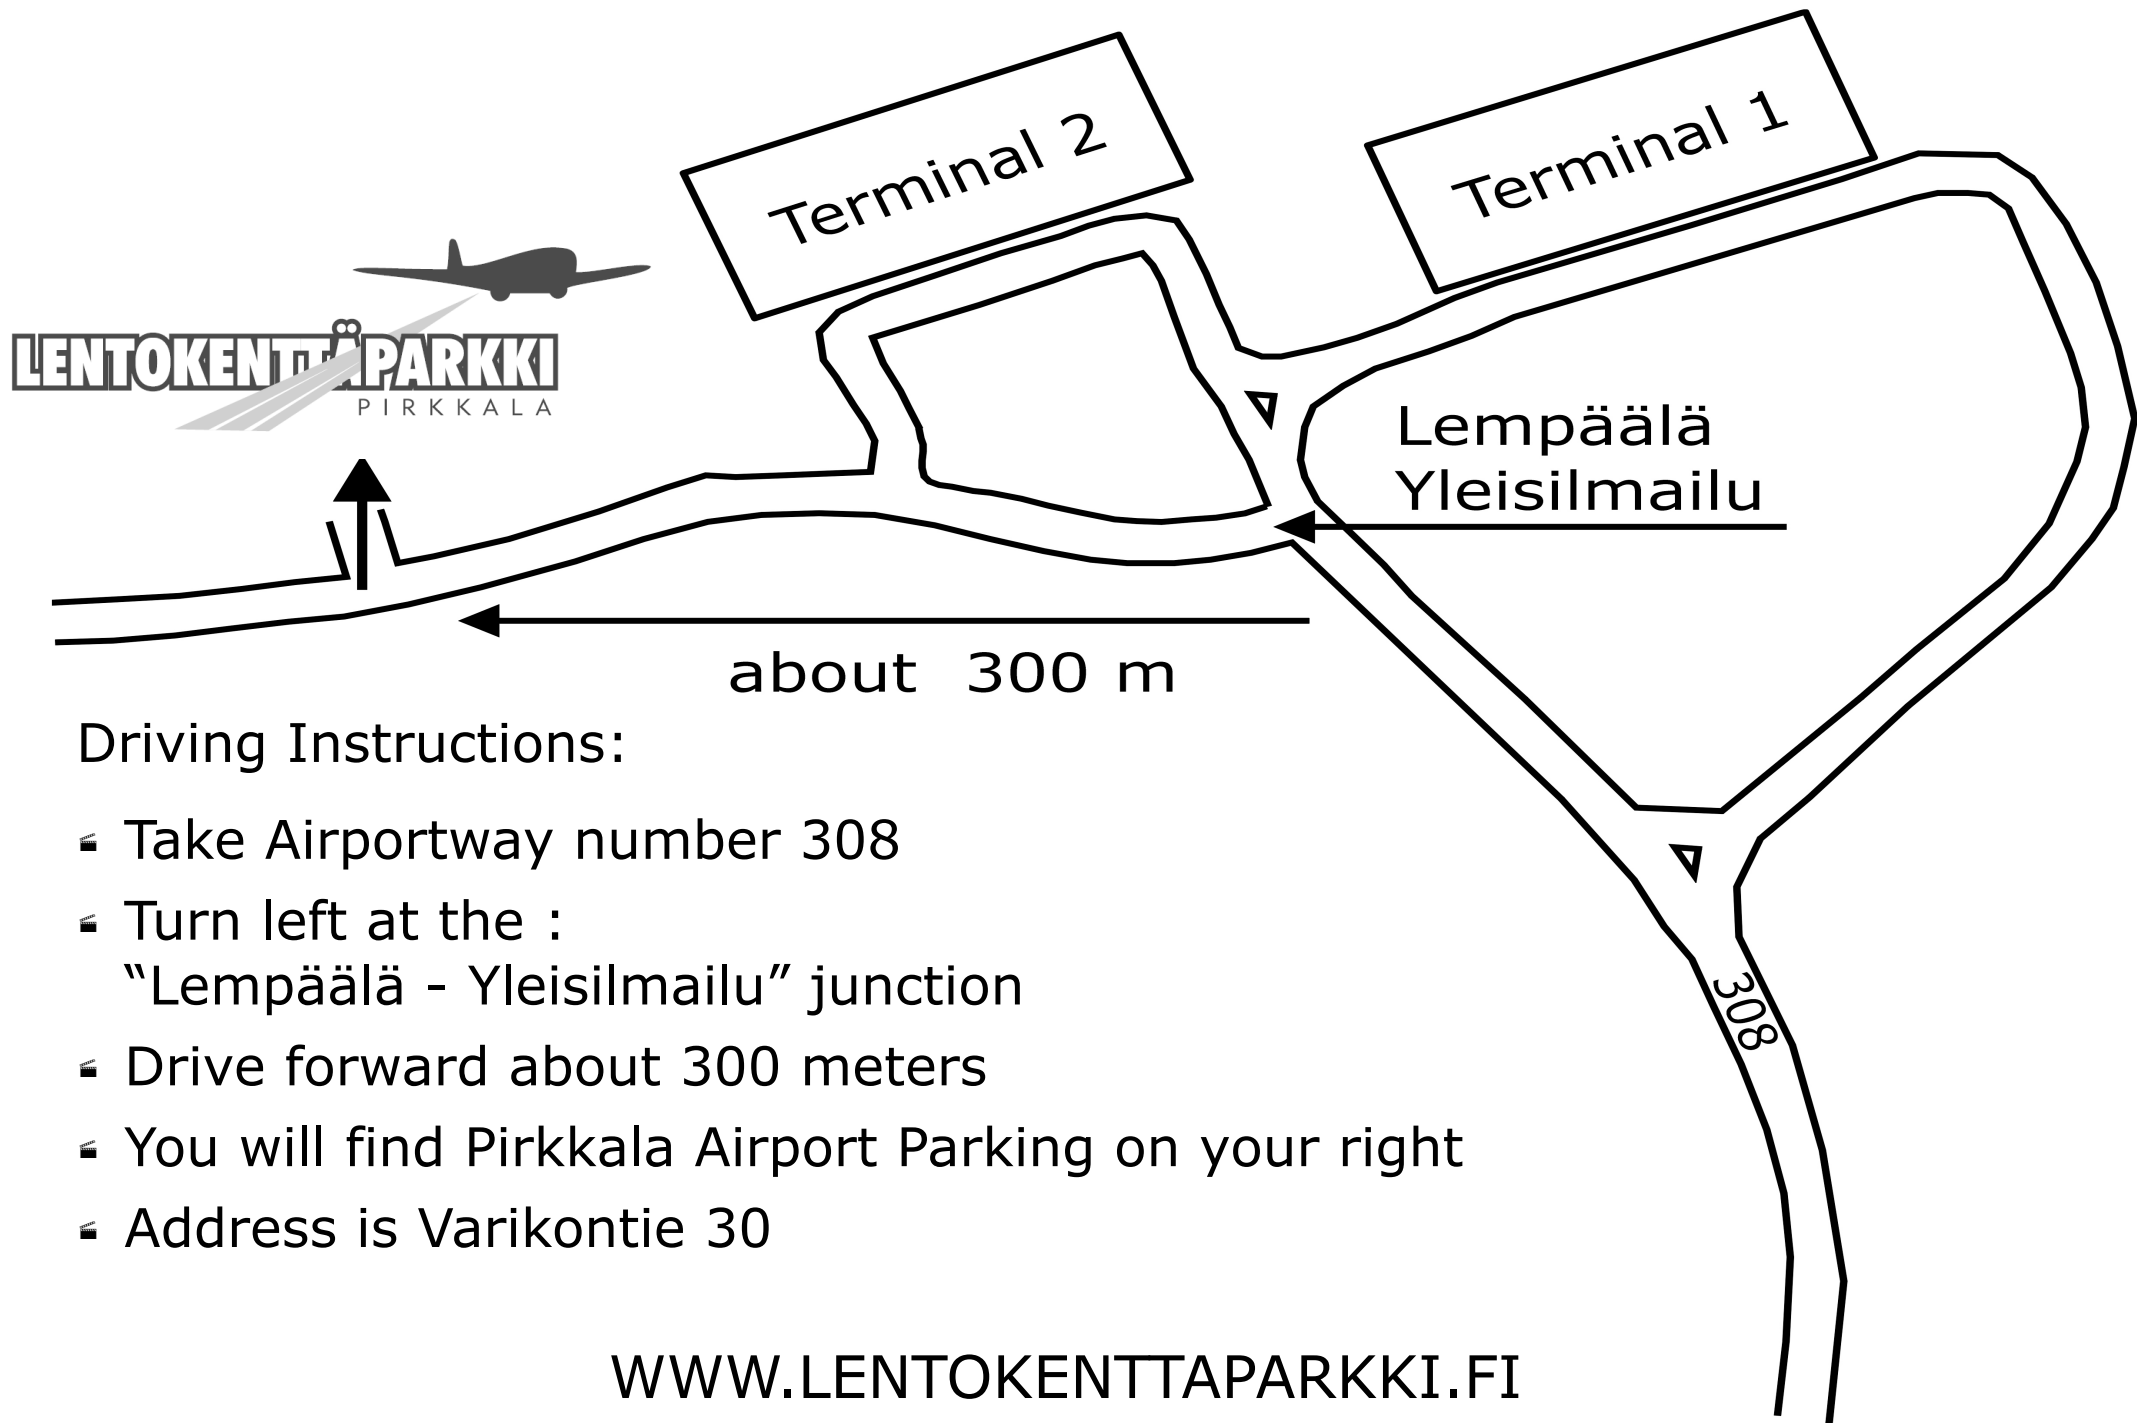 Terminal 2
Terminal 1
LENTOKENTTÄPARKKI
PIRKKALA
Lempäälä
Yleisilmailu
about 300 m
308
Driving Instructions:
Take Airportway number 308
Turn left at the :
“Lempäälä - Yleisilmailu” junction
Drive forward about 300 meters
You will find Pirkkala Airport Parking on your right
Address is Varikontie 30
WWW.LENTOKENTTAPARKKI.FI